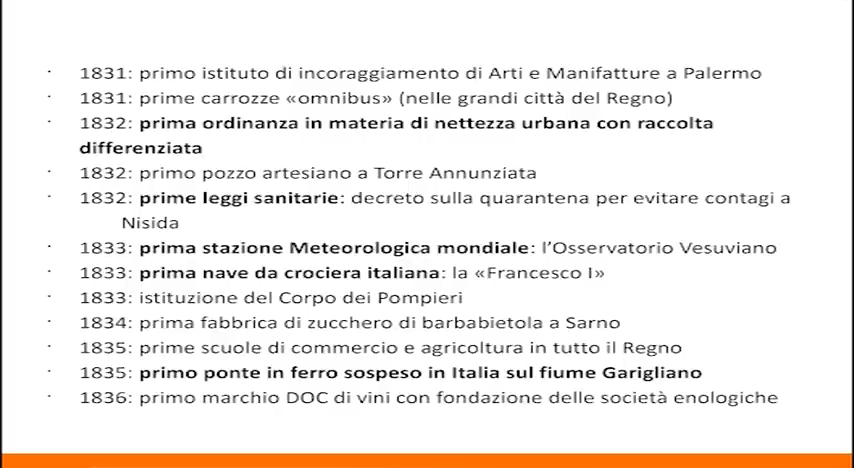 · 1831: primo istituto di incoraggiamento di Arti e Manifatture a Palermo
· 1831: prime carrozze «omnibus» (nelle grandi città del Regno)
· 1832: prima ordinanza in materia di nettezza urbana con raccolta
differenziata
· 1832: primo pozzo artesiano a Torre Annunziata
· 1832: prime leggi sanitarie: decreto sulla quarantena per evitare contagi a
Nisida
· 1833: prima stazione Meteorologica mondiale: l’Osservatorio Vesuviano
· 1833: prima nave da crociera italiana: la «Francesco I»
· 1833: istituzione del Corpo dei Pompieri
· 1834: prima fabbrica di zucchero di barbabietola a Sarno
· 1835: prime scuole di commercio e agricoltura in tutto il Regno
· 1835: primo ponte in ferro sospeso in Italia sul fiume Garigliano
· 1836: primo marchio DOC di vini con fondazione delle società enologiche